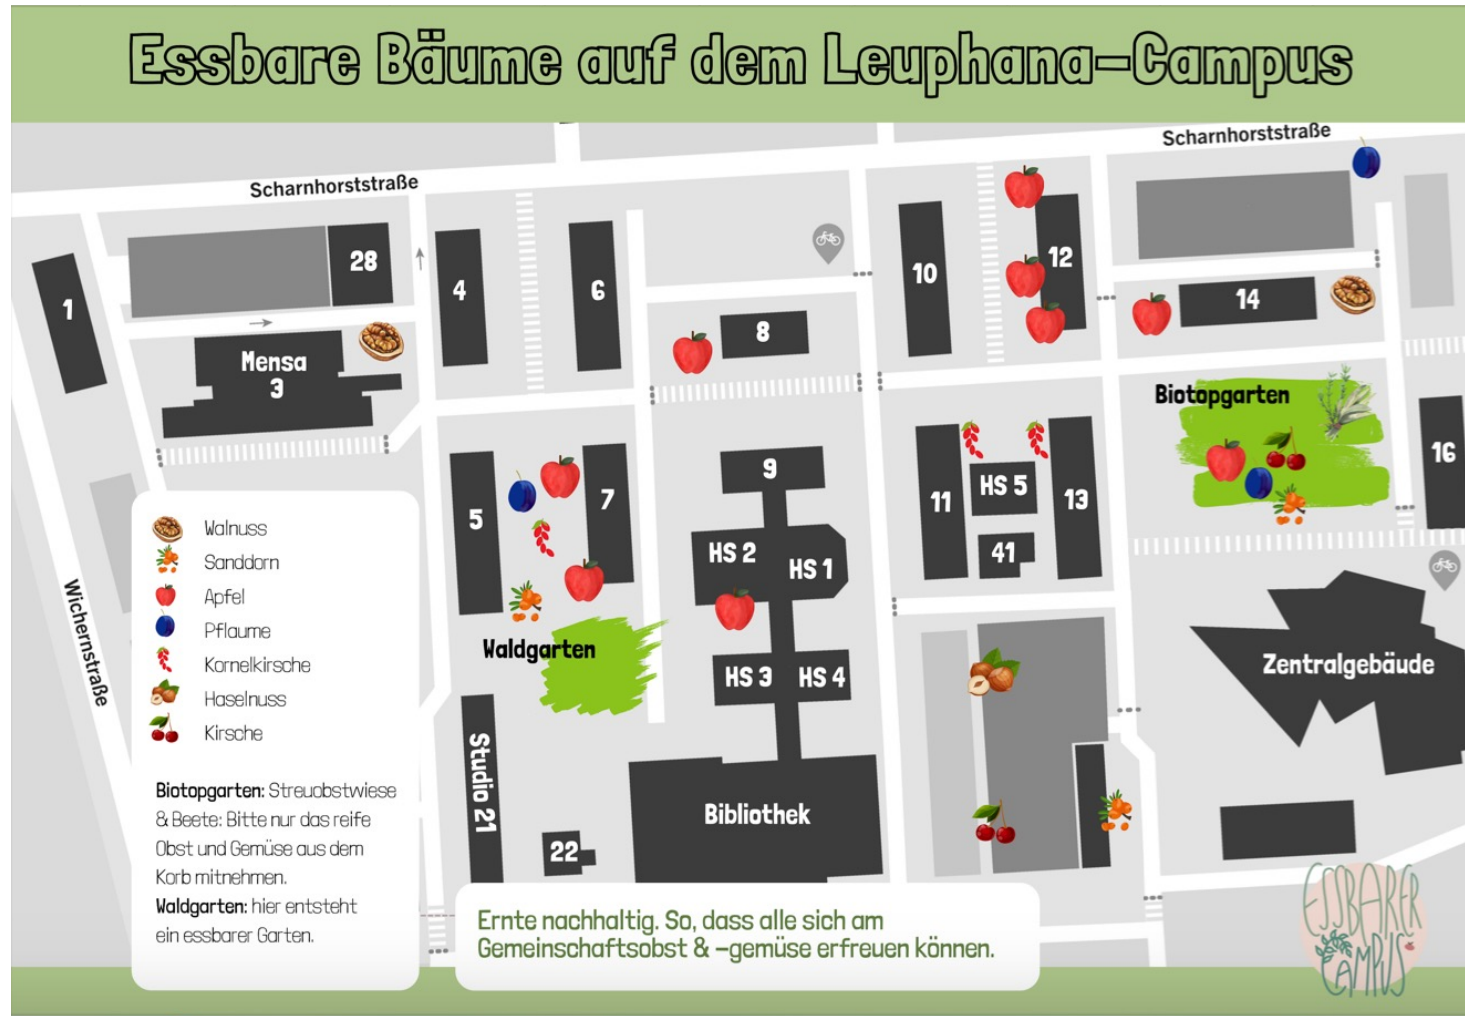 Essbare Bäume auf dem Leuphana-Campus
Scharnhorststraße
Scharnhorststraße
28
1
4
6
10
12
14
8
Mensa
3
Biotopgarten
16
9
5
7
11
HS 5
13
HS 2
HS 1
41
Waldgarten
HS 3
HS 4
Zentralgebäude
Wichernstraße
Studio 21
22
Bibliothek
Walnuss
Sanddorn
Apfel
Pflaume
Kornelkirsche
Haselnuss
Kirsche
Biotopgarten: Streuobstwiese
& Beete: Bitte nur das reife
Obst und Gemüse aus dem
Korb mitnehmen.
Waldgarten: hier entsteht
ein essbarer Garten.
Ernte nachhaltig. So, dass alle sich am
Gemeinschaftsobst & -gemüse erfreuen können.
ESSBARER
CAMPUS